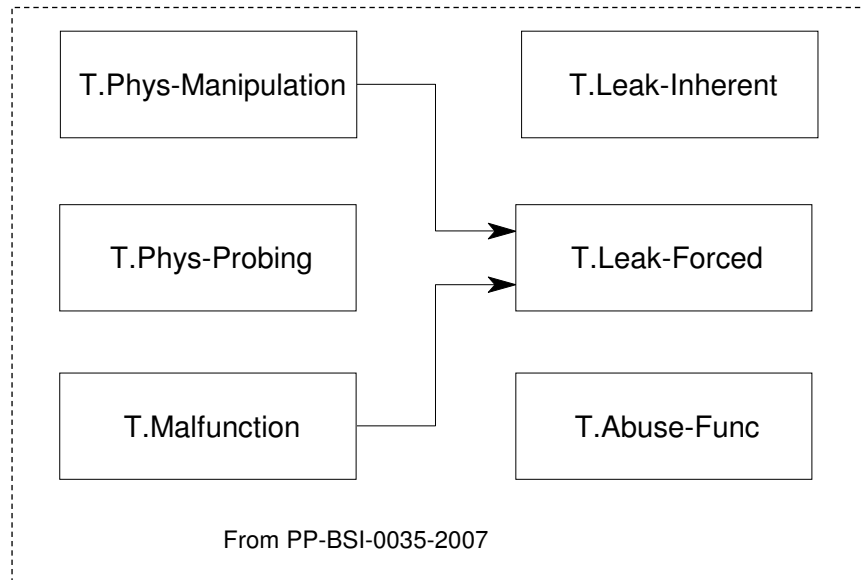 T.Phys-Manipulation
T.Leak-Inherent
T.Phys-Probing
T.Leak-Forced
T.Malfunction
T.Abuse-Func
From PP-BSI-0035-2007